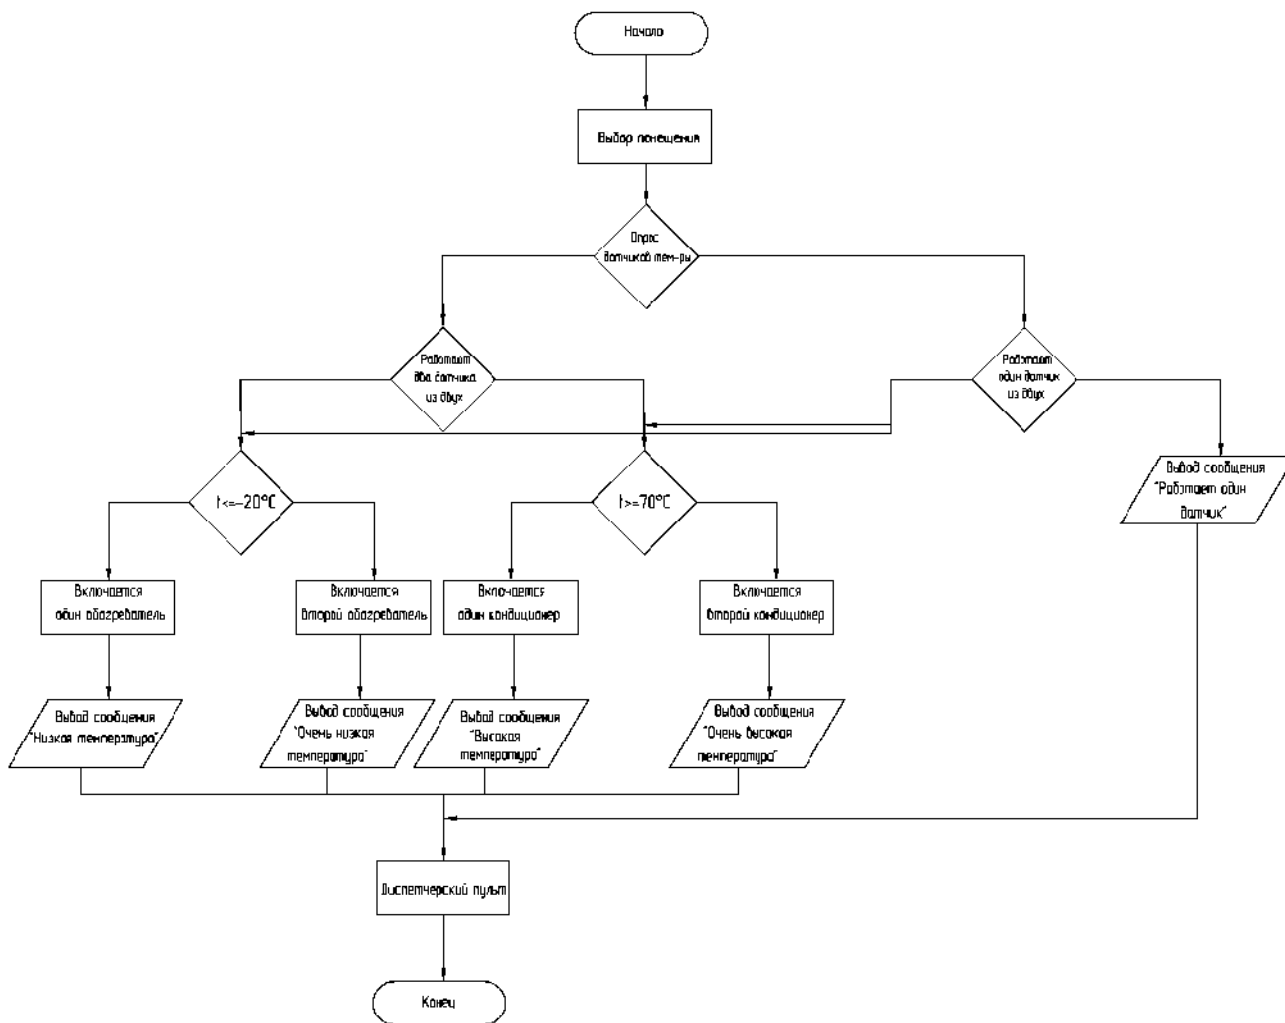 Начало
Выбор помещения
Опрос
датчиков тем-ры
Работают
два датчика
из двух
Работают
один датчик
из двух
t<=-20°C
t>=70°C
Вывод сообщения
"Работает один
датчик"
Включается
один обогреватель
Включается
второй обогреватель
Включается
один кондиционер
Включается
второй кондиционер
Вывод сообщения
"Низкая температура"
Вывод сообщения
"Очень низкая
температура"
Вывод сообщения
"Высокая
температура"
Вывод сообщения
"Очень высокая
температура"
Диспетчерский пульт
Конец